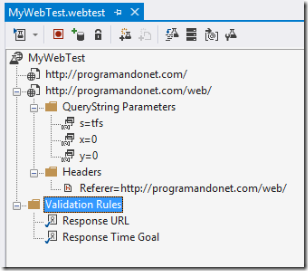 MyWebTest.webtest
MyWebTest
http://programandonet.com/
http://programandonet.com/web/
QueryString Parameters
s=tfs
x=0
y=0
Headers
Referer=http://programandonet.com/web/
Validation Rules
Response URL
Response Time Goal